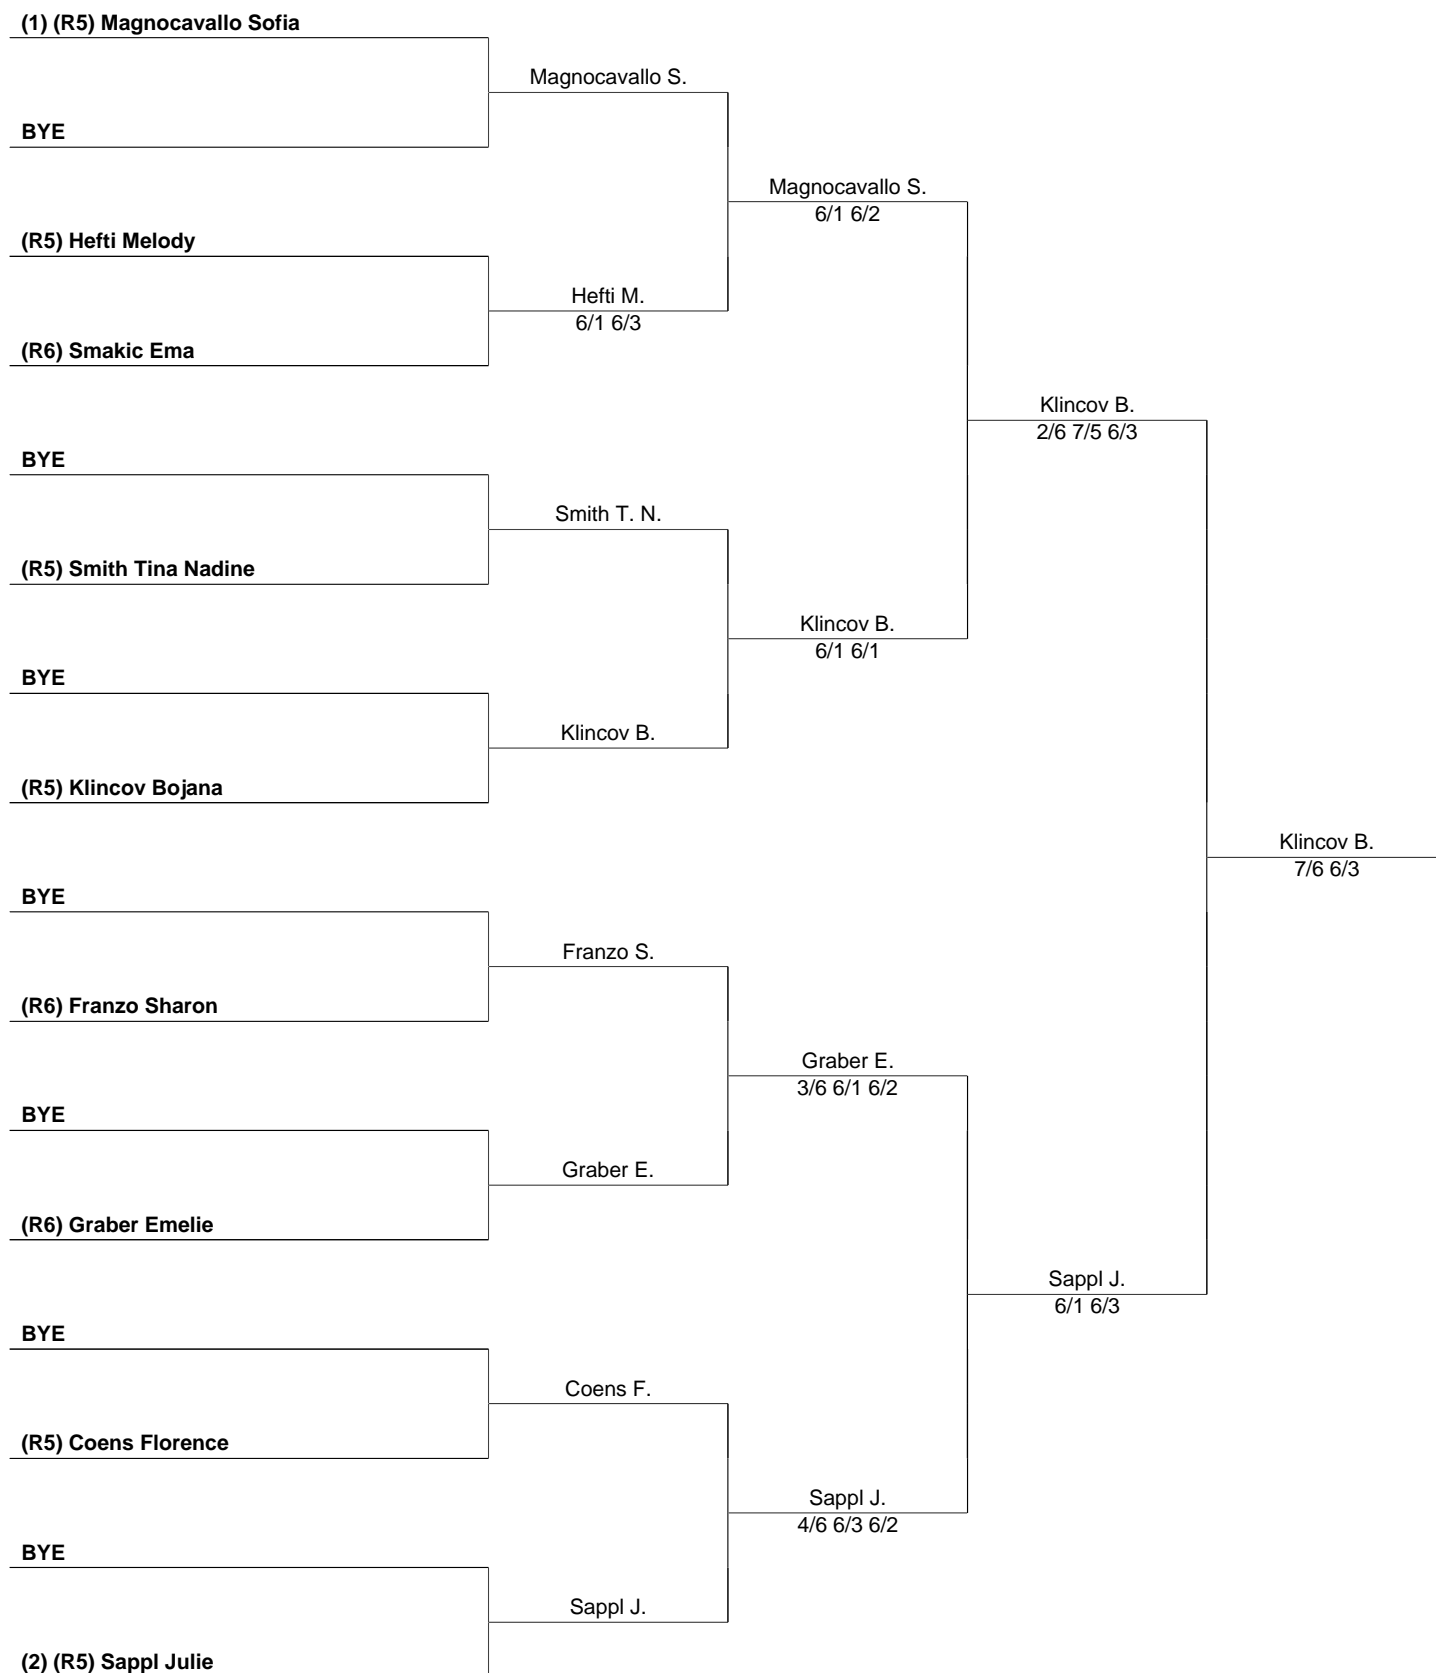 (1) (R5) Magnocavallo Sofia
Magnocavallo S.
BYE
Magnocavallo S.
6/1 6/2
(R5) Hefti Melody
Hefti M.
6/1 6/3
(R6) Smakic Ema
Klincov B.
2/6 7/5 6/3
BYE
Smith T. N.
(R5) Smith Tina Nadine
Klincov B.
6/1 6/1
BYE
Klincov B.
(R5) Klincov Bojana
Klincov B.
7/6 6/3
BYE
Franzo S.
(R6) Franzo Sharon
Graber E.
3/6 6/1 6/2
BYE
Graber E.
(R6) Graber Emelie
Sappl J.
6/1 6/3
BYE
Coens F.
(R5) Coens Florence
Sappl J.
4/6 6/3 6/2
BYE
Sappl J.
(2) (R5) Sappl Julie